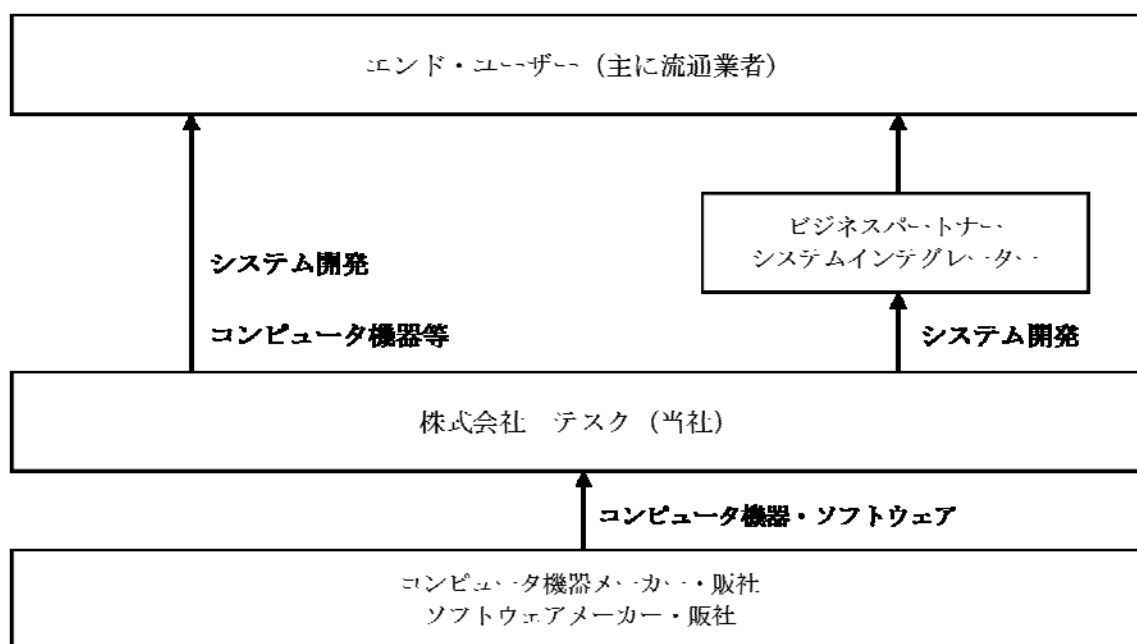 エンド・ユーザー（主に流通業者）
ビジネスパートナー
システムインテグレーター
システム開発
コンピュータ機器等
システム開発
株式会社　テスク（当社）
コンピュータ機器・ソフトウェア
コンピュータ機器メーカー・販社
ソフトウェアメーカー・販社